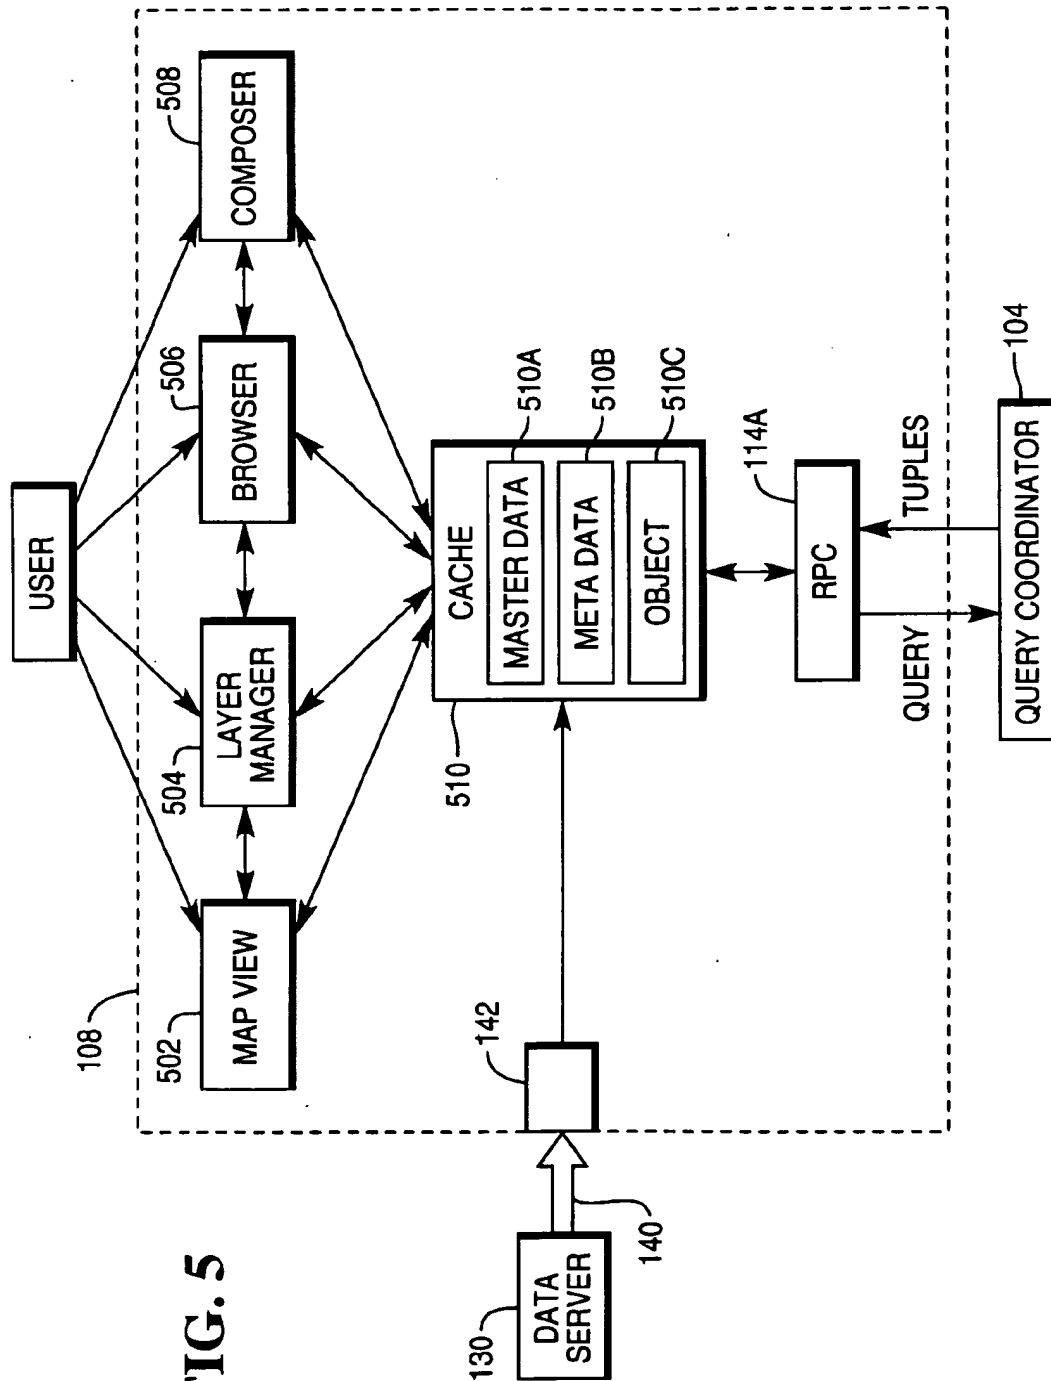 USER
108
502
MAP VIEW
504
LAYER
MANAGER
506
BROWSER
508
COMPOSER
510
CACHE
MASTER DATA
510A
META DATA
510B
OBJECT
510C
142
140
130
DATA
SERVER
RPC
114A
QUERY
TUPLES
QUERY COORDINATOR
104
FIG. 5